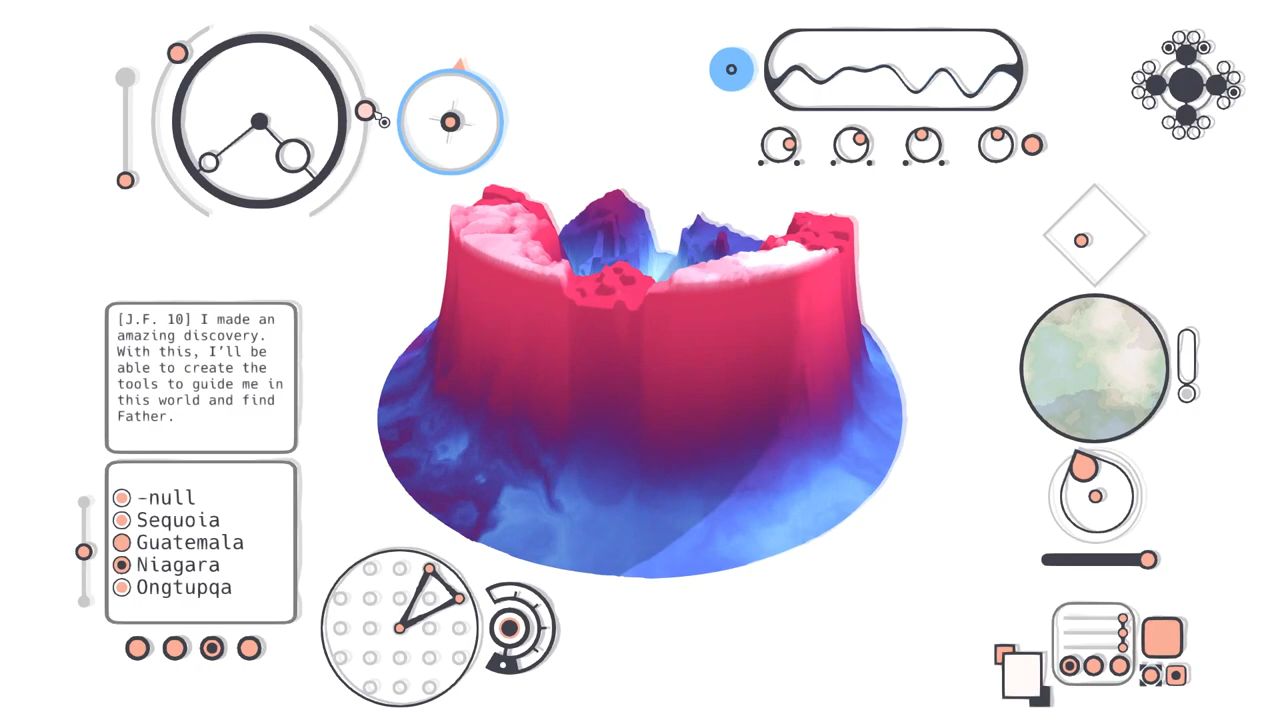 [J.F. 10] I made an
amazing discovery.
With this, I'll be
able to create the
tools to guide me in
this world and find
Father.
-null
Sequoia
Guatemala
Niagara
Ongtupqa